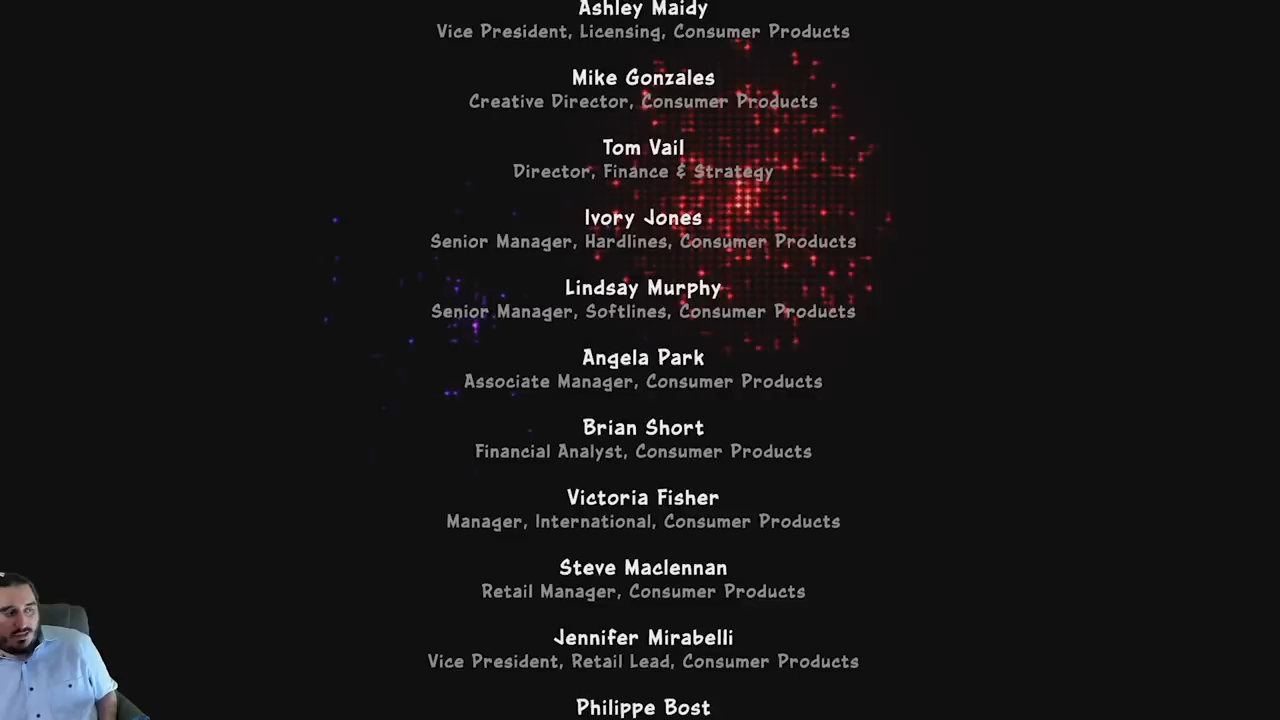 Ashley Maidy
Vice President, Licensing, Consumer Products
Mike Gonzales
Creative Director, Consumer Products
Tom Vail
Director, Finance & Strategy
Ivory Jones
Senior Manager, Hardlines, Consumer Products
Lindsay Murphy
Senior Manager, Softlines, Consumer Products
Angela Park
Associate Manager, Consumer Products
Brian Short
Financial Analyst, Consumer Products
Victoria Fisher
Manager, International, Consumer Products
Steve Maclennan
Retail Manager, Consumer Products
Jennifer Mirabelli
Vice President, Retail Lead, Consumer Products
Philippe Bost